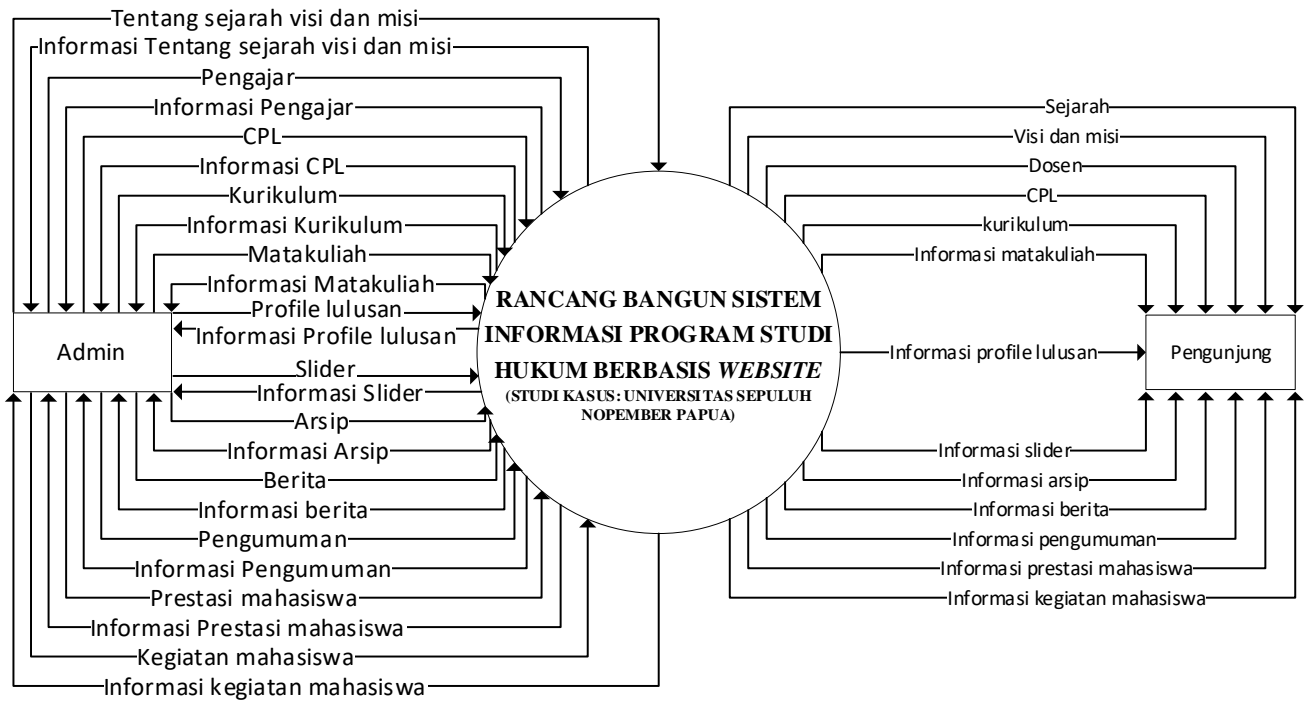 Tentang sejarah visi dan misi
Informasi Tentang sejarah visi dan misi
Pengajar
Informasi Pengajar
CPL
Informasi CPL
Kurikulum
Informasi Kurikulum
Matakuliah
Informasi Matakuliah
Profile lulusan
Informasi Profile lulusan
Admin
Slider
Informasi Slider
Arsip
Informasi Arsip
Berita
Informasi berita
Pengumuman
Informasi Pengumuman
Prestasi mahasiswa
Informasi Prestasi mahasiswa
Kegiatan mahasiswa
Informasi kegiatan mahasiswa
RANCANG BANGUN SISTEM
INFORMASI PROGRAM STUDI
HUKUM BERBASIS WEBSITE
(STUDI KASUS: UNIVERSITAS SEPULUH
NOPEMBER PAPUA)
Sejarah
Visi dan misi
Dosen
CPL
kurikulum
Informasi matakuliah
Informasi profile lulusan
Pengunjung
Informasi slider
Informasi arsip
Informasi berita
Informasi pengumuman
Informasi prestasi mahasiswa
Informasi kegiatan mahasiswa